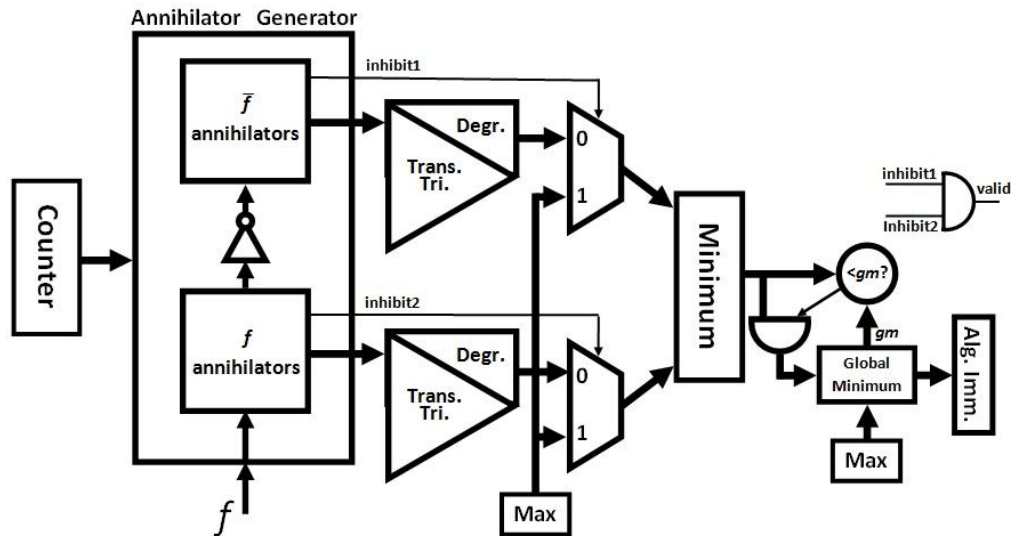 Annihilator Generator
inhibit1
f̅
annihilators
Degr.
Trans.
Tri.
0
1
Counter
Minimum
inhibit1
Inhibit2
valid
<gm?
gm
inhibit2
f
annihilators
Degr.
Trans.
Tri.
0
1
Global
Minimum
Alg. Imm.
Max
Max
f